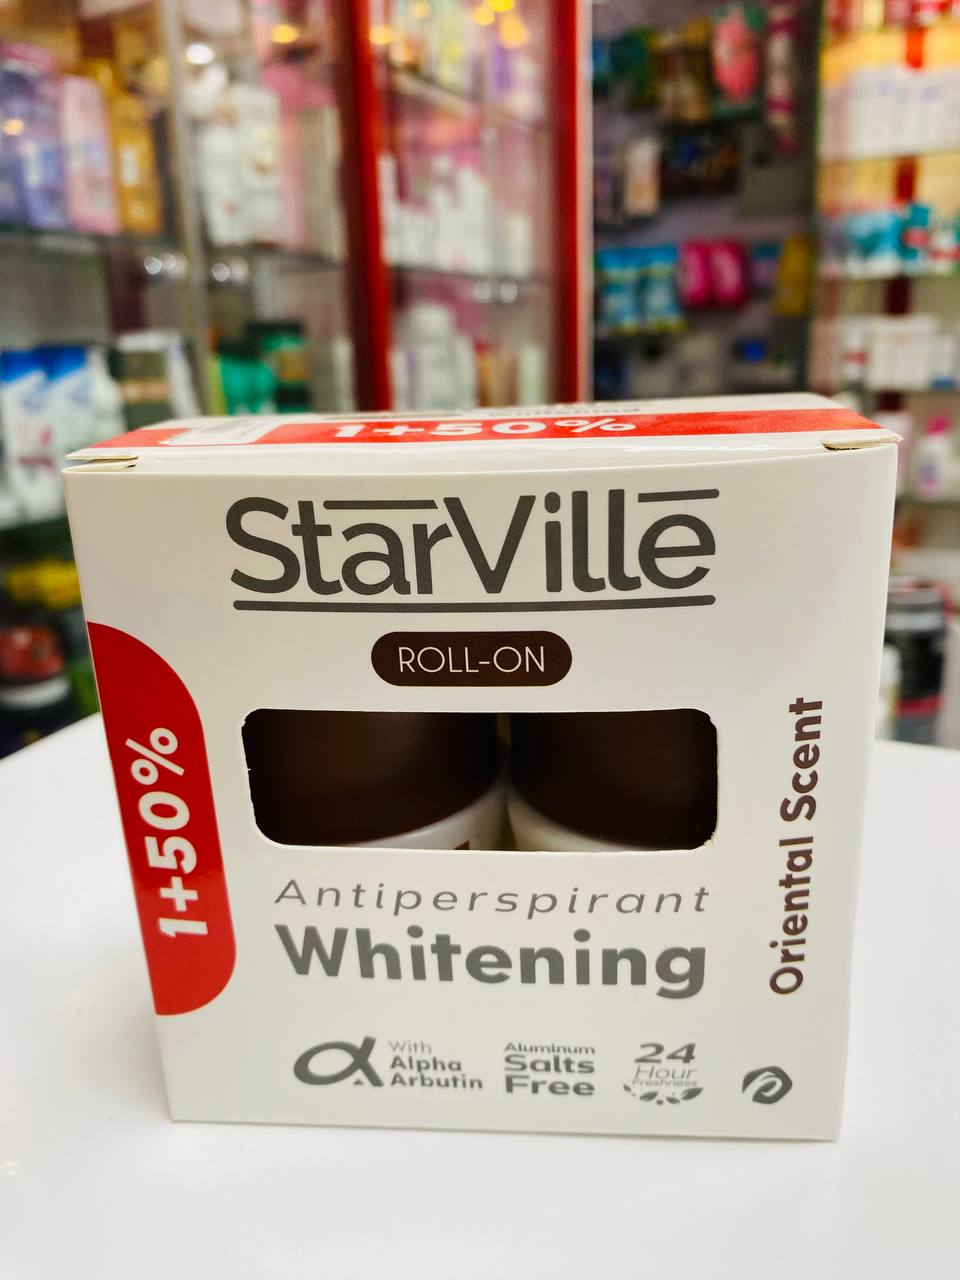 Whitening
1+50%
StarVille
ROLL-ON
1+50%
Oriental Scent
Antiperspirant
Whitening
With
Alpha
Arbutin
Aluminum
Salts
Free
24
Hour
Freshness